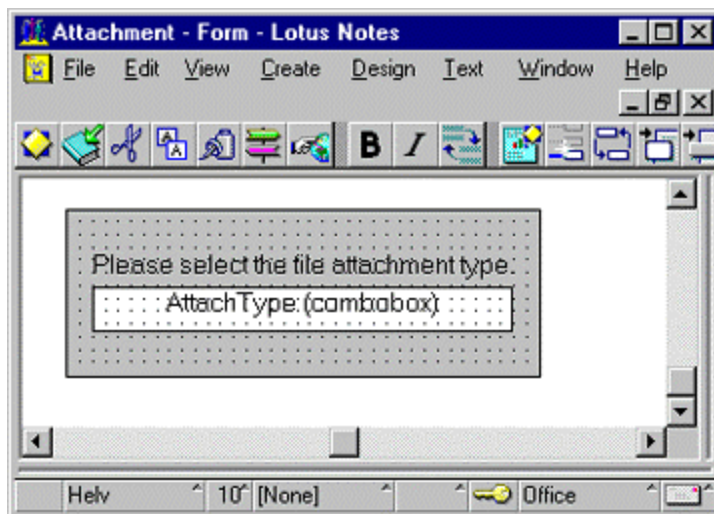 Attachment - Form - Lotus Notes
File Edit View Create Design Text Window Help
B I
Please select the file attachment type:
AttachType:(combobox)
Helv 10 [None] Office